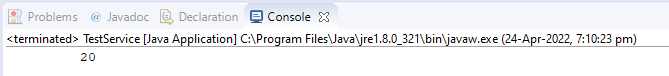 Problems @ Javadoc Declaration Console
<terminated> TestService [Java Application] C:\Program Files\Java\jre1.8.0_321\bin\javaw.exe (24-Apr-2022, 7:10:23 pm)
20